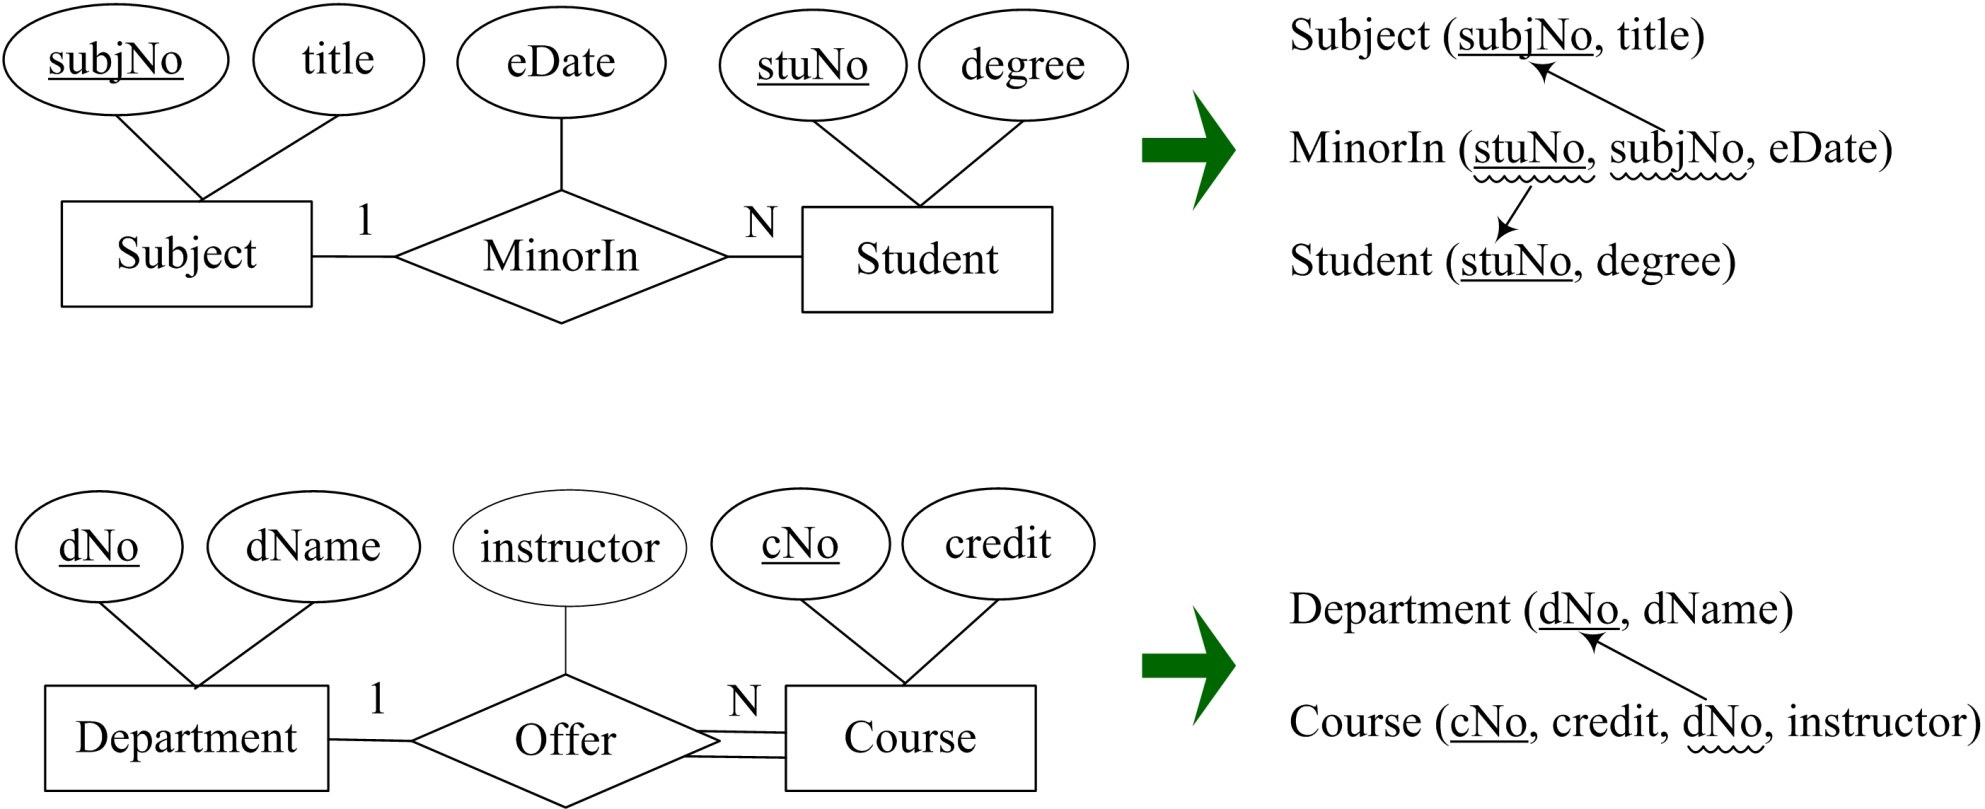 subjNo title eDate stuNo degree
Subject 1 MinorIn N Student
Subject (subjNo, title)
MinorIn (stuNo, subjNo, eDate)
Student (stuNo, degree)
dNo dName instructor cNo credit
Department 1 Offer N Course
Department (dNo, dName)
Course (cNo, credit, dNo, instructor)